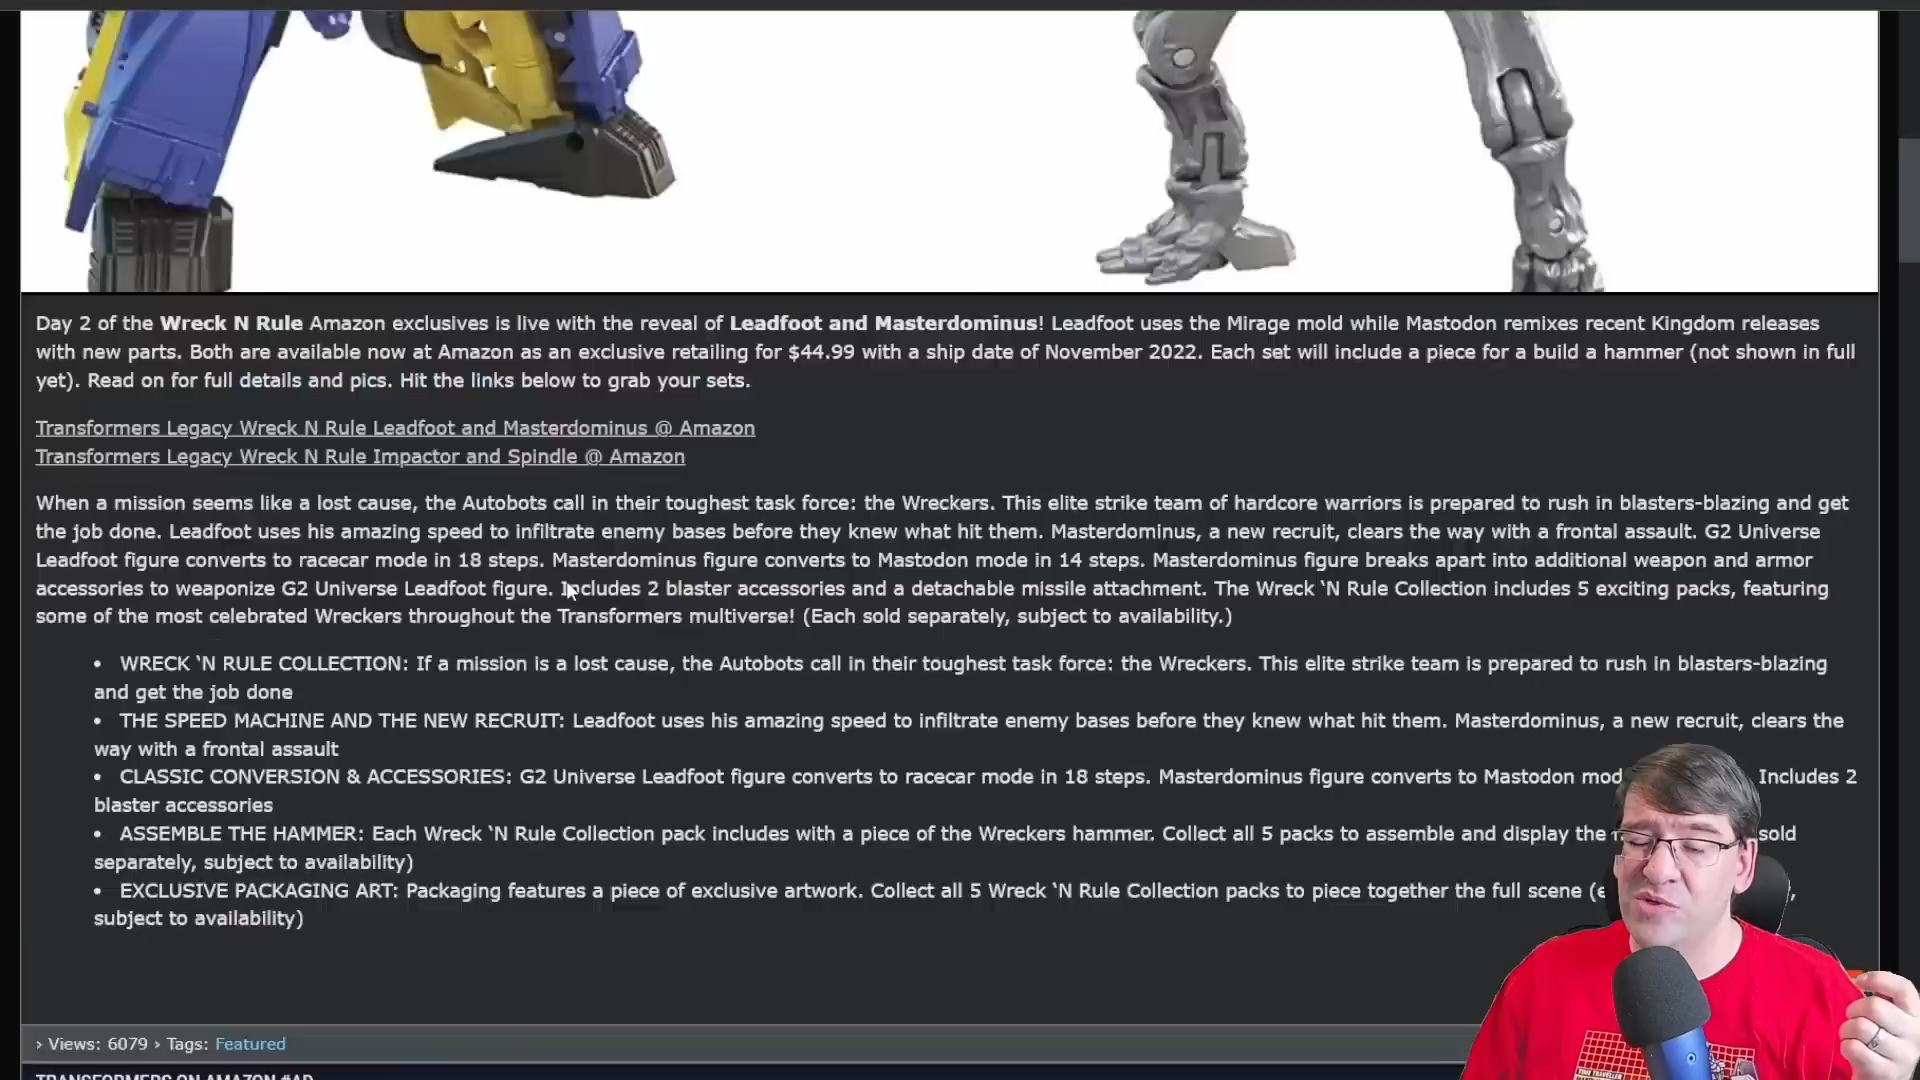 Day 2 of the Wreck N Rule Amazon exclusives is live with the reveal of Leadfoot and Masterdominus! Leadfoot uses the Mirage mold while Mastodon remixes recent Kingdom releases
with new parts. Both are available now at Amazon as an exclusive retailing for $44.99 with a ship date of November 2022. Each set will include a piece for a build a hammer (not shown in full
yet). Read on for full details and pics. Hit the links below to grab your sets.
Transformers Legacy Wreck N Rule Leadfoot and Masterdominus @ Amazon
Transformers Legacy Wreck N Rule Impactor and Spindle @ Amazon
When a mission seems like a lost cause, the Autobots call in their toughest task force: the Wreckers. This elite strike team of hardcore warriors is prepared to rush in blasters-blazing and get
the job done. Leadfoot uses his amazing speed to infiltrate enemy bases before they knew what hit them. Masterdominus, a new recruit, clears the way with a frontal assault. G2 Universe
Leadfoot figure converts to racecar mode in 18 steps. Masterdominus figure converts to Mastodon mode in 14 steps. Masterdominus figure breaks apart into additional weapon and armor
accessories to weaponize G2 Universe Leadfoot figure. Includes 2 blaster accessories and a detachable missile attachment. The Wreck ‘N Rule Collection includes 5 exciting packs, featuring
some of the most celebrated Wreckers throughout the Transformers multiverse! (Each sold separately, subject to availability.)
• WRECK ‘N RULE COLLECTION: If a mission is a lost cause, the Autobots call in their toughest task force: the Wreckers. This elite strike team is prepared to rush in blasters-blazing
and get the job done
• THE SPEED MACHINE AND THE NEW RECRUIT: Leadfoot uses his amazing speed to infiltrate enemy bases before they knew what hit them. Masterdominus, a new recruit, clears the
way with a frontal assault
• CLASSIC CONVERSION & ACCESSORIES: G2 Universe Leadfoot figure converts to racecar mode in 18 steps. Masterdominus figure converts to Mastodon mod Includes 2
blaster accessories
• ASSEMBLE THE HAMMER: Each Wreck ‘N Rule Collection pack includes with a piece of the Wreckers hammer. Collect all 5 packs to assemble and display the sold
separately, subject to availability)
• EXCLUSIVE PACKAGING ART: Packaging features a piece of exclusive artwork. Collect all 5 Wreck ‘N Rule Collection packs to piece together the full scene (e ,
subject to availability)
› Views: 6079 › Tags: Featured
TRANSFORMERS ON AMAZON #AD
TIME TRAVELLER